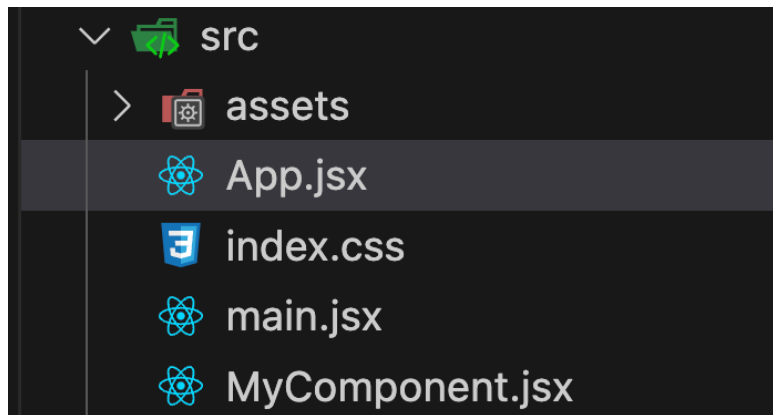 src
assets
App.jsx
index.css
main.jsx
MyComponent.jsx